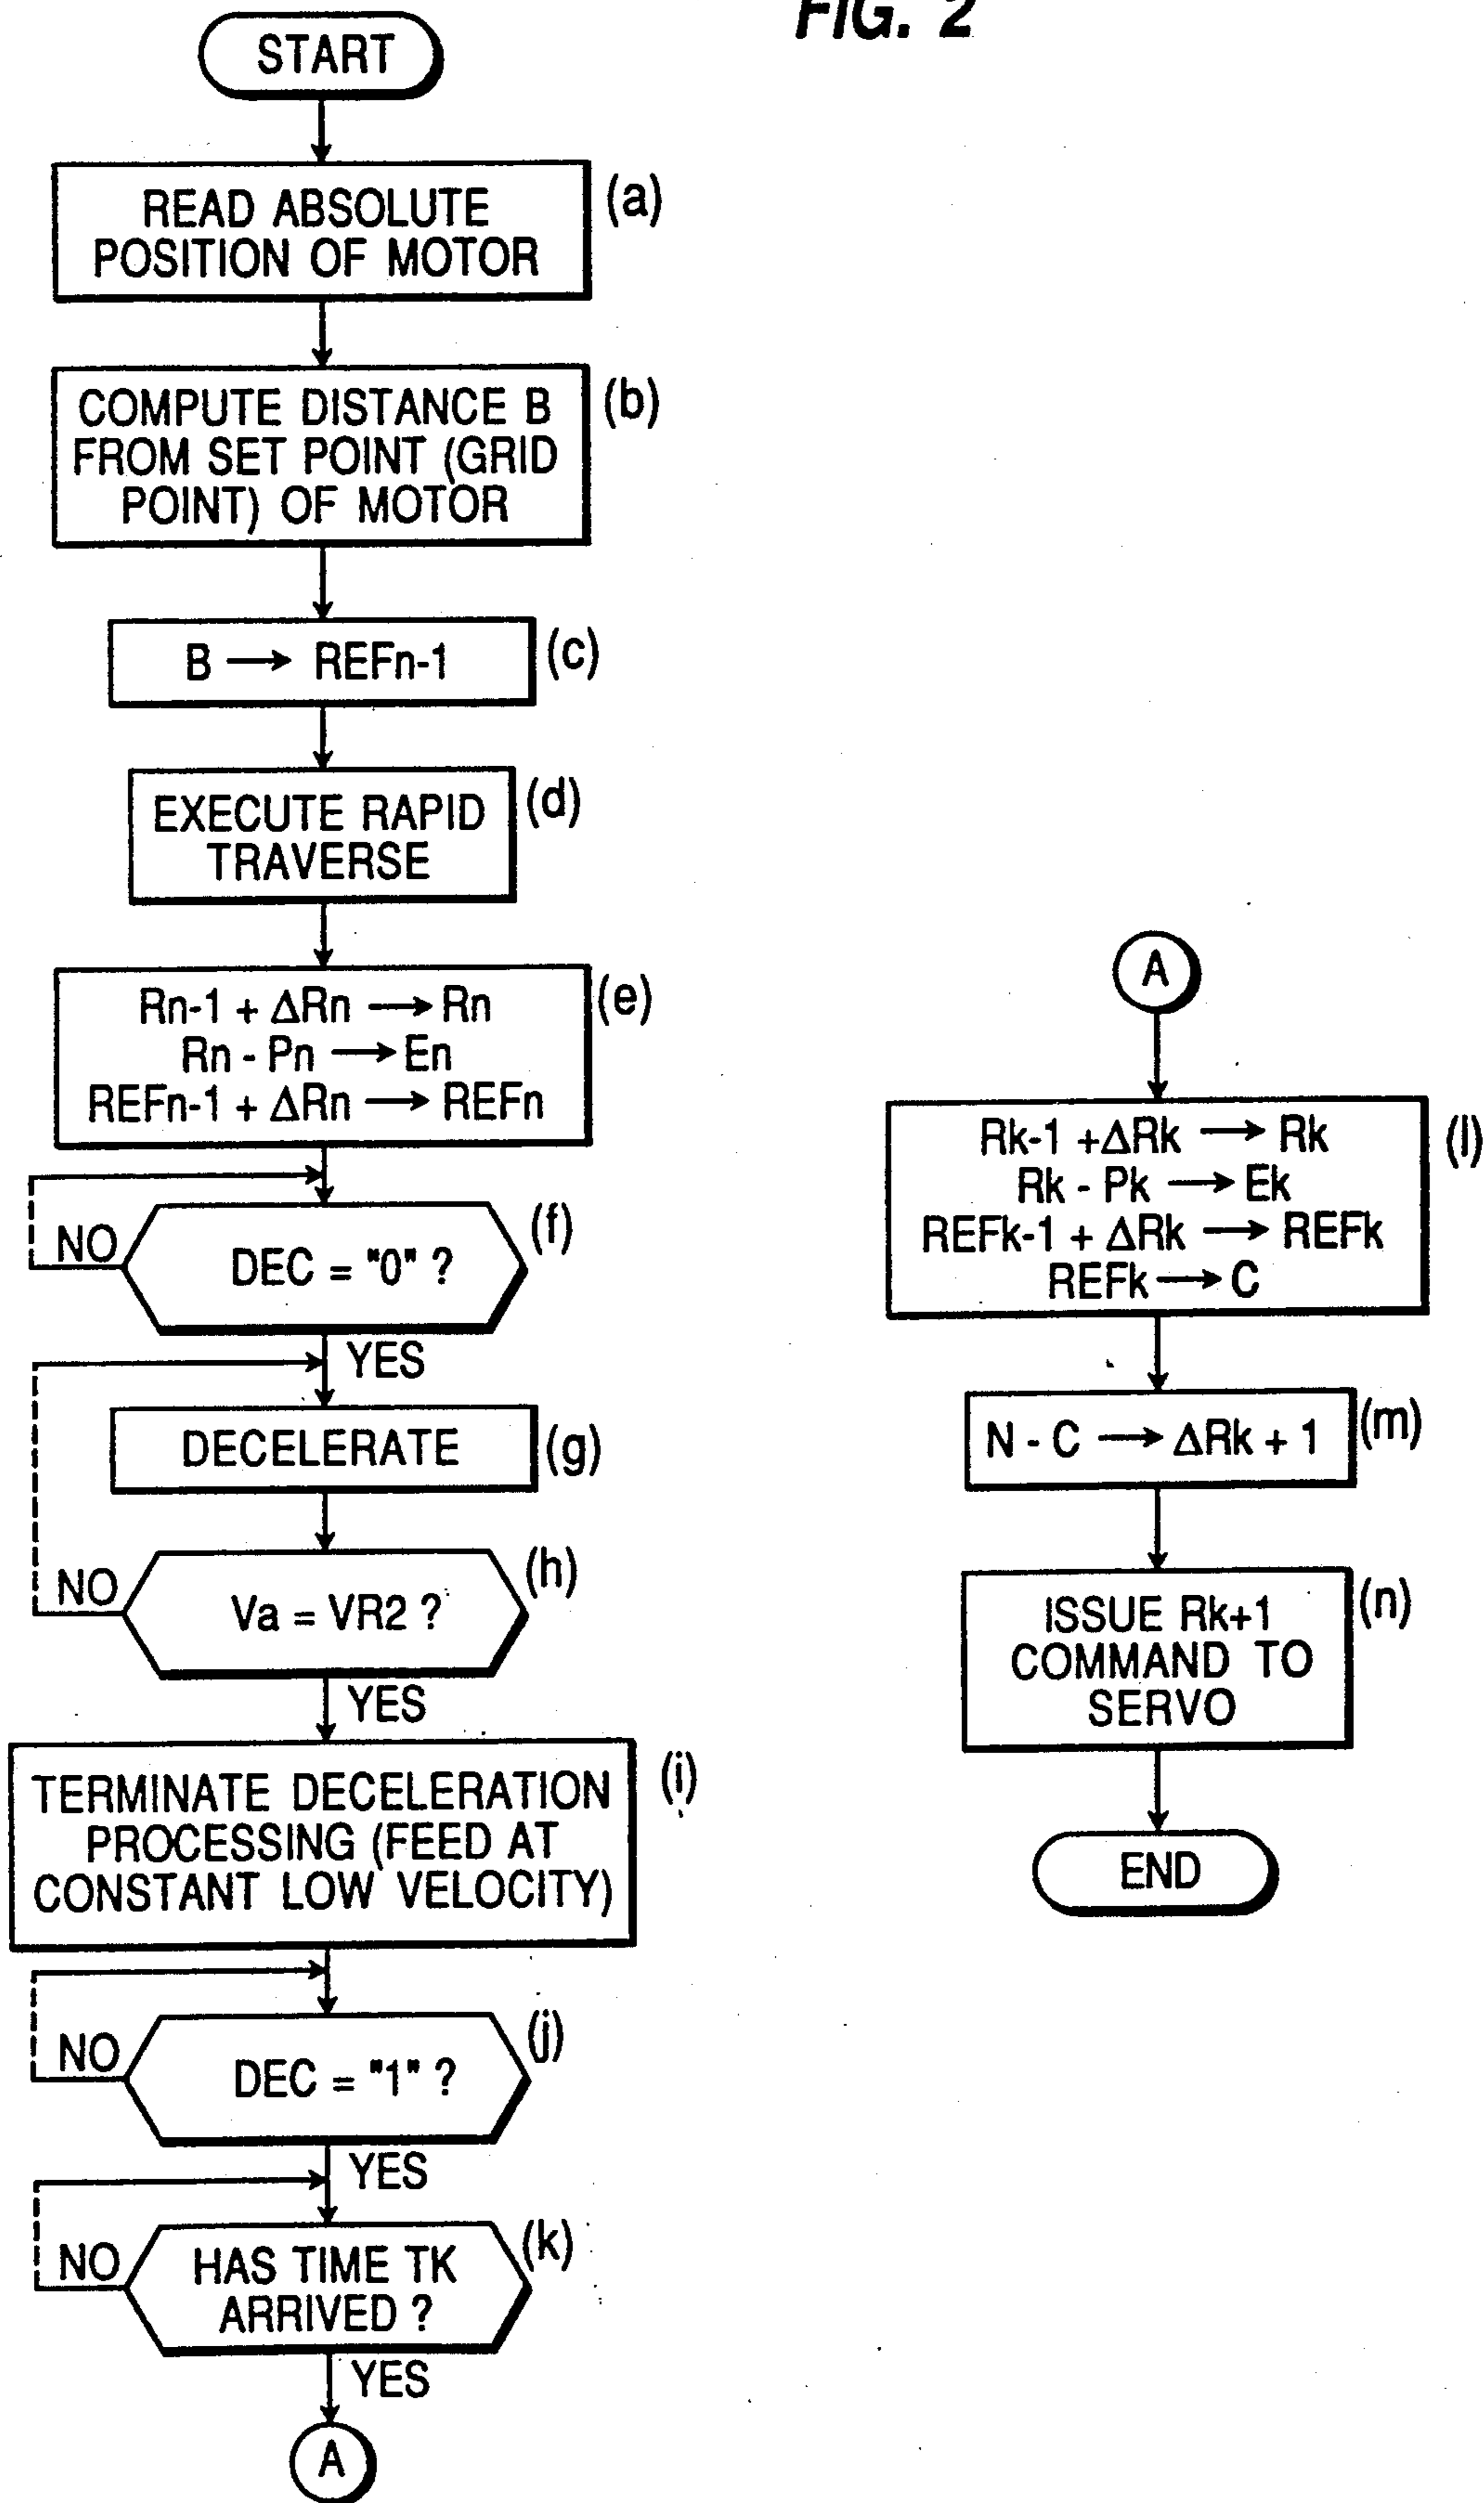 FIG. 2
START
READ ABSOLUTE
POSITION OF MOTOR
(a)
COMPUTE DISTANCE B
FROM SET POINT (GRID
POINT) OF MOTOR
(b)
B → REFn-1
(c)
EXECUTE RAPID
TRAVERSE
(d)
Rn-1 + ΔRn → Rn
Rn - Pn → En
REFn-1 + ΔRn → REFn
(e)
DEC = "0" ?
(f)
NO
YES
DECELERATE
(g)
Va = VR2 ?
(h)
NO
YES
TERMINATE DECELERATION
PROCESSING (FEED AT
CONSTANT LOW VELOCITY)
(i)
DEC = "1" ?
(j)
NO
YES
HAS TIME TK
ARRIVED ?
(k)
NO
YES
A
A
Rk-1 +ΔRk → Rk
Rk - Pk → Ek
REFk-1 + ΔRk → REFk
REFk → C
(l)
N - C → ΔRk + 1
(m)
ISSUE Rk+1
COMMAND TO
SERVO
(n)
END